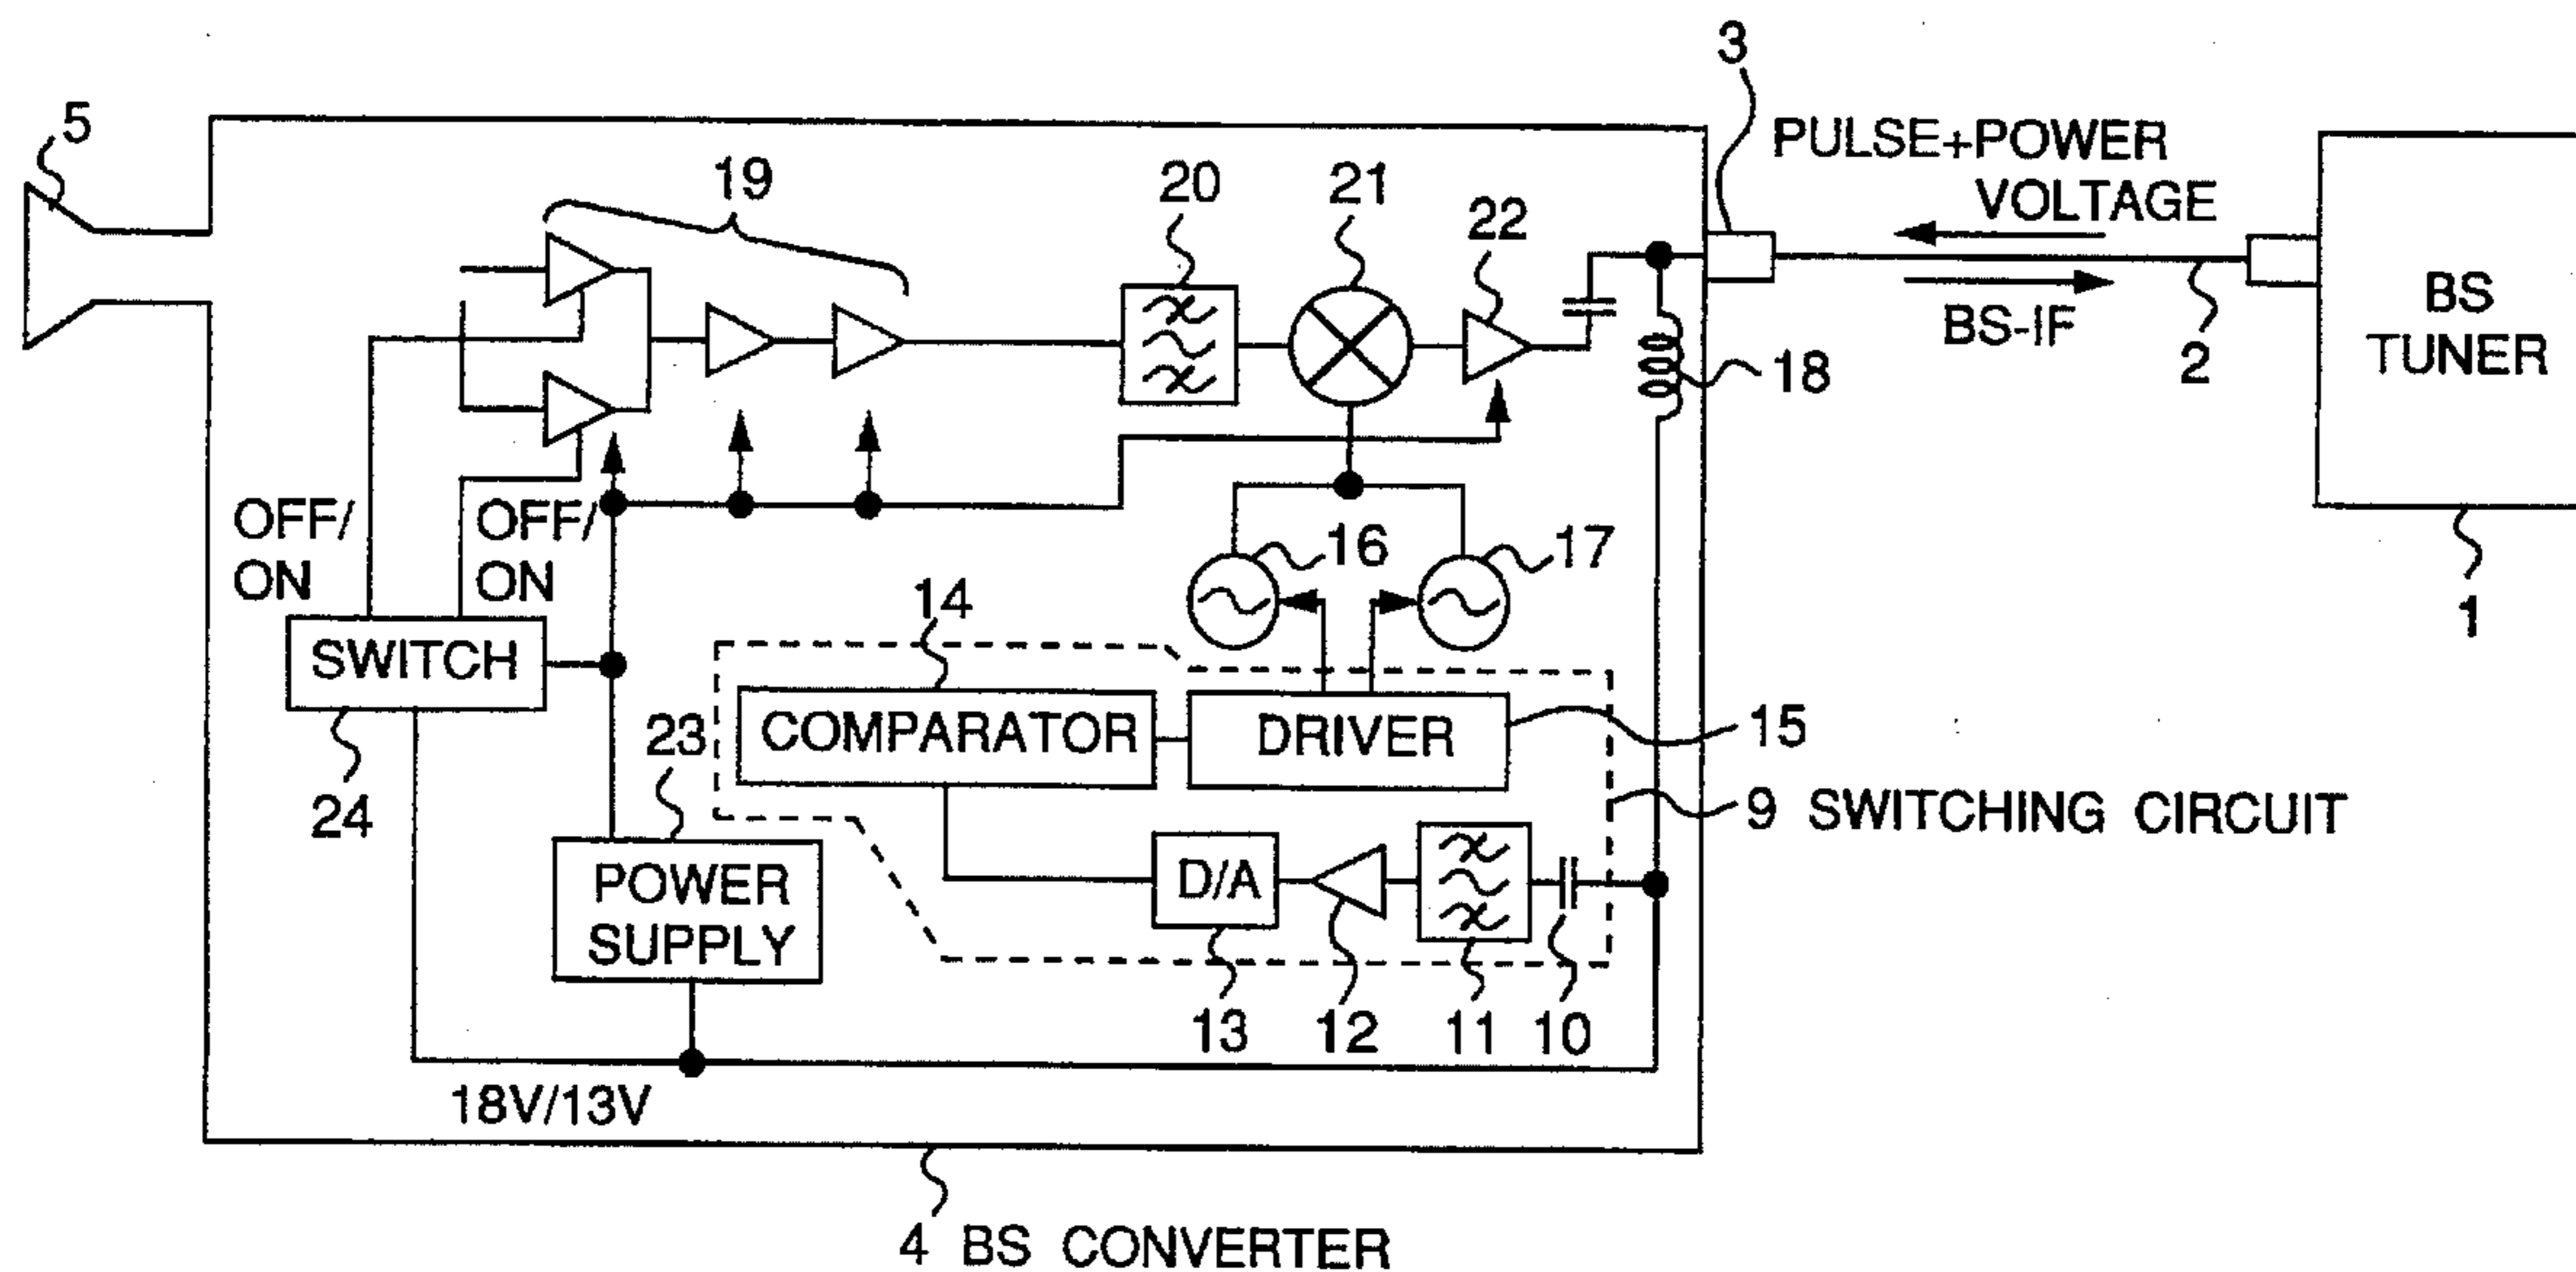 3
5
PULSE+POWER
VOLTAGE
19
20
21
22
BS-IF
2
BS
TUNER
18
OFF/
ON
OFF/
ON
16
17
14
1
SWITCH
23
COMPARATOR
DRIVER
15
24
9 SWITCHING CIRCUIT
POWER
SUPPLY
D/A
13
12
11
10
18V/13V
4 BS CONVERTER